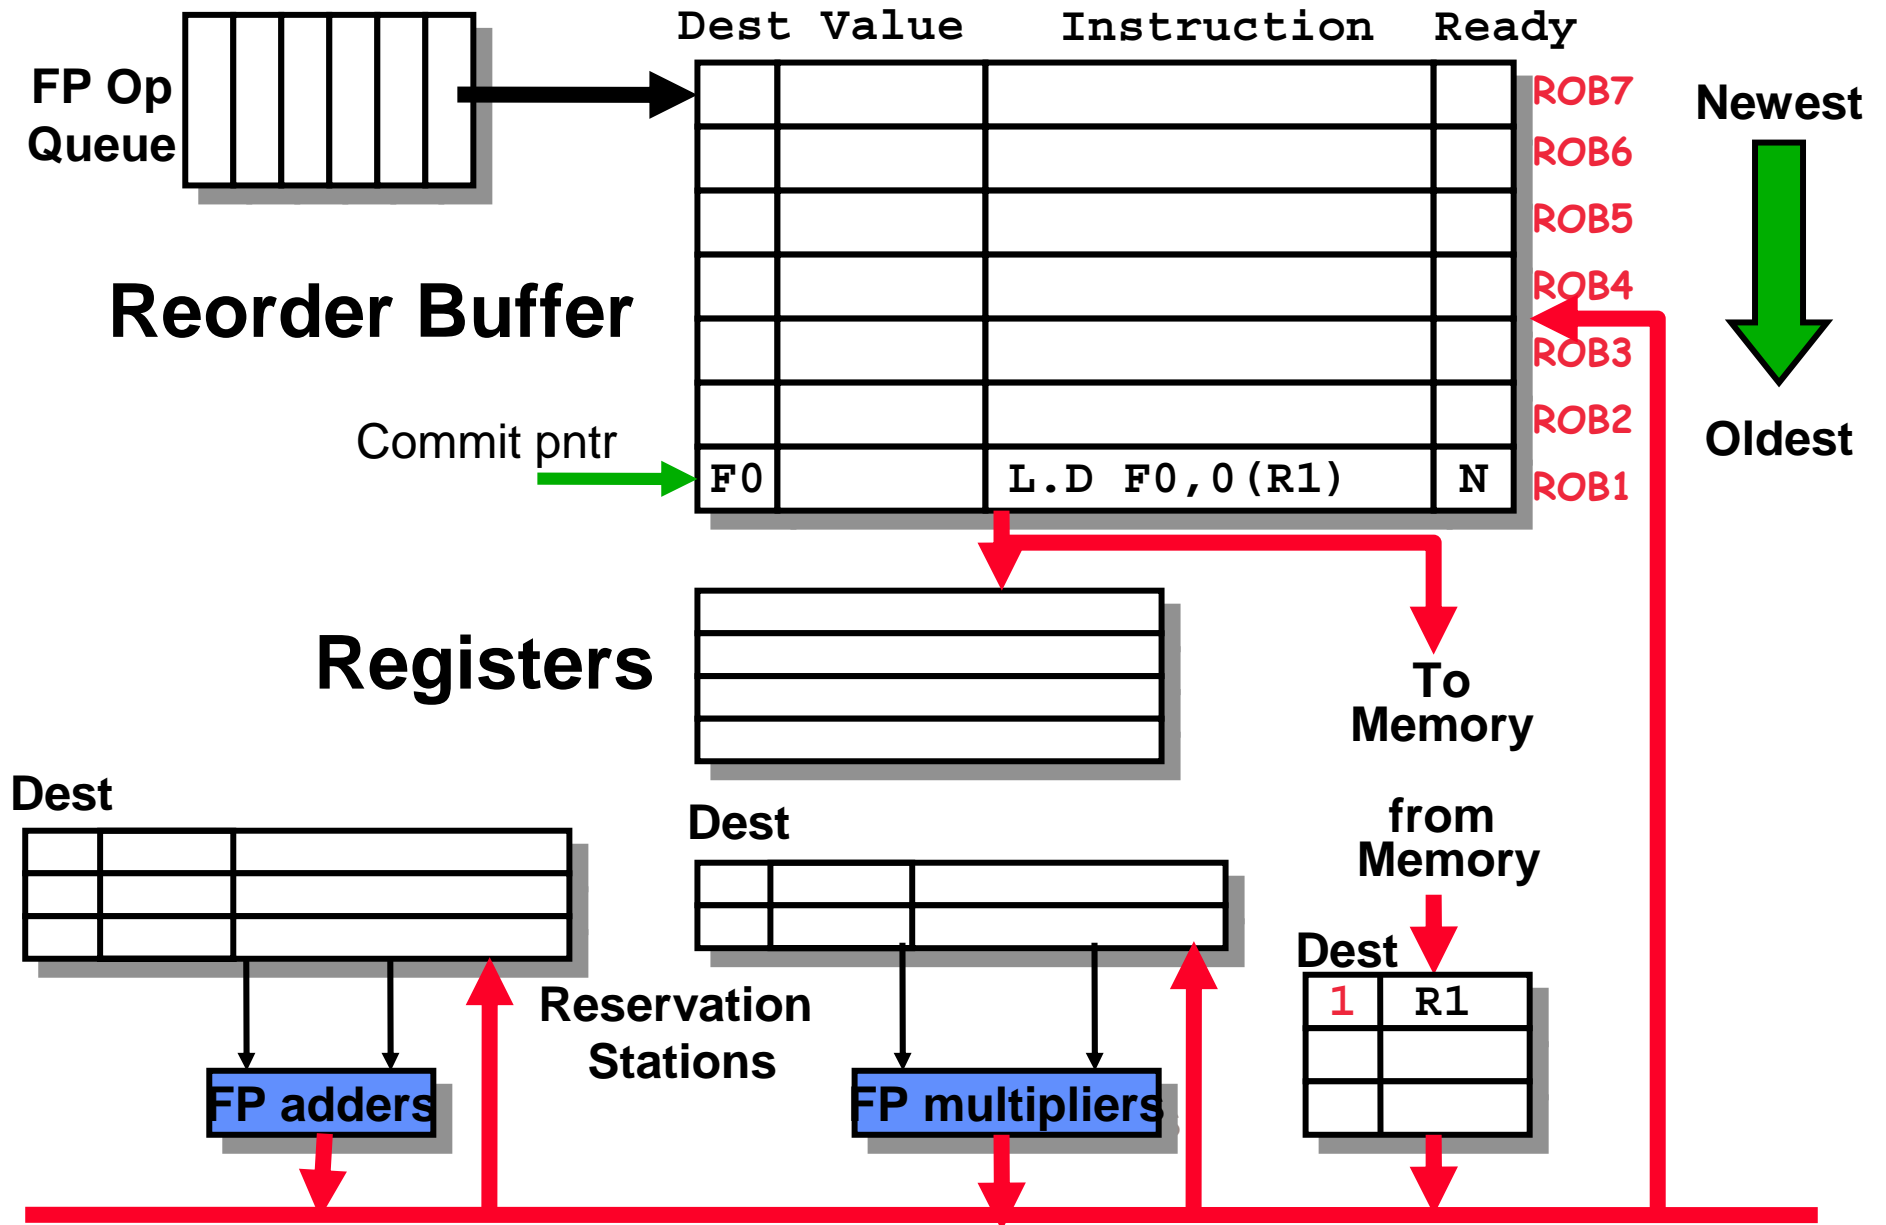 Dest Value Instruction Ready
FP Op
Queue
ROB7
ROB6
ROB5
ROB4
ROB3
ROB2
ROB1
Newest
Oldest
Reorder Buffer
Commit pntr
F0 L.D F0,0(R1) N
Registers
To
Memory
Dest
Dest
from
Memory
Dest
1 R1
Reservation
Stations
FP adders
FP multipliers